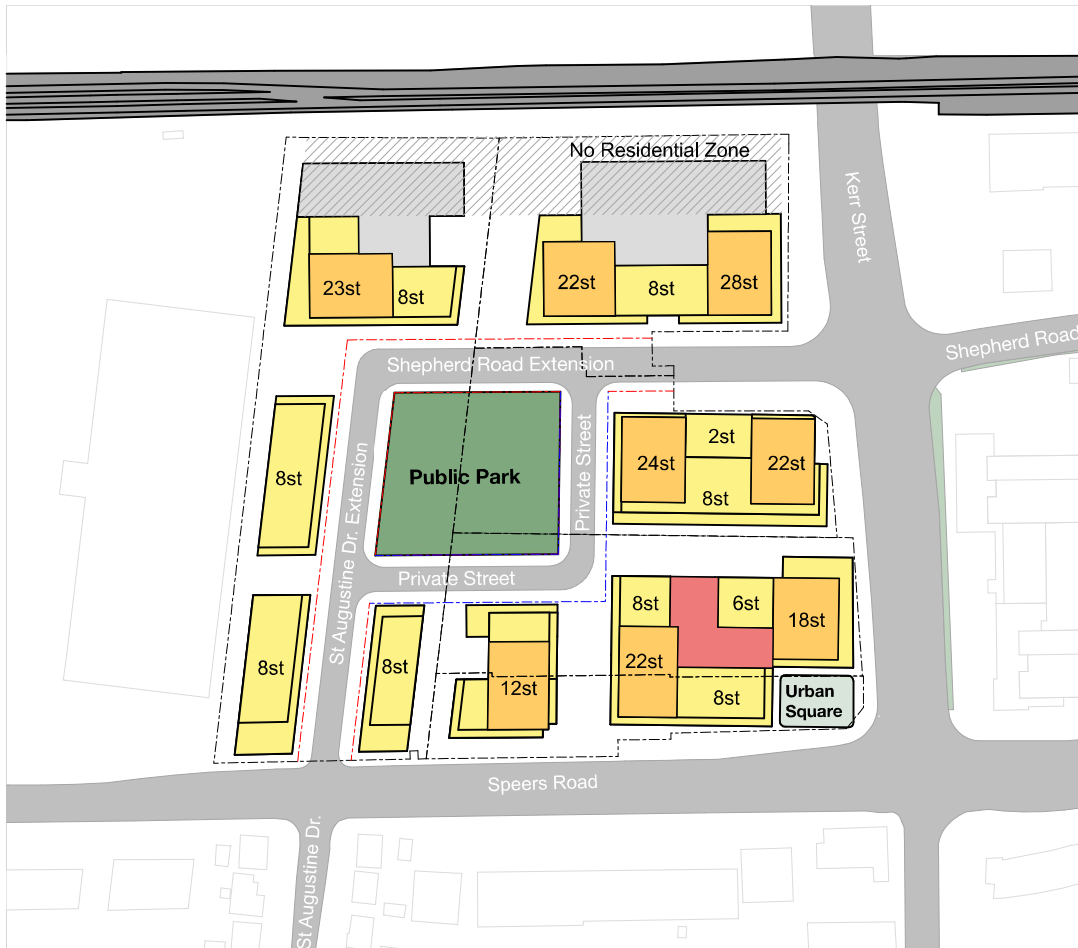 No Residential Zone
Kerr Street
23st
8st
22st
8st
28st
Shepherd Road
Shepherd Road Extension
8st
Public Park
Private Street
24st
2st
22st
8st
St Augustine Dr. Extension
Private Street
8st
8st
12st
8st
6st
18st
22st
8st
Urban
Square
Speers Road
St Augustine Dr.